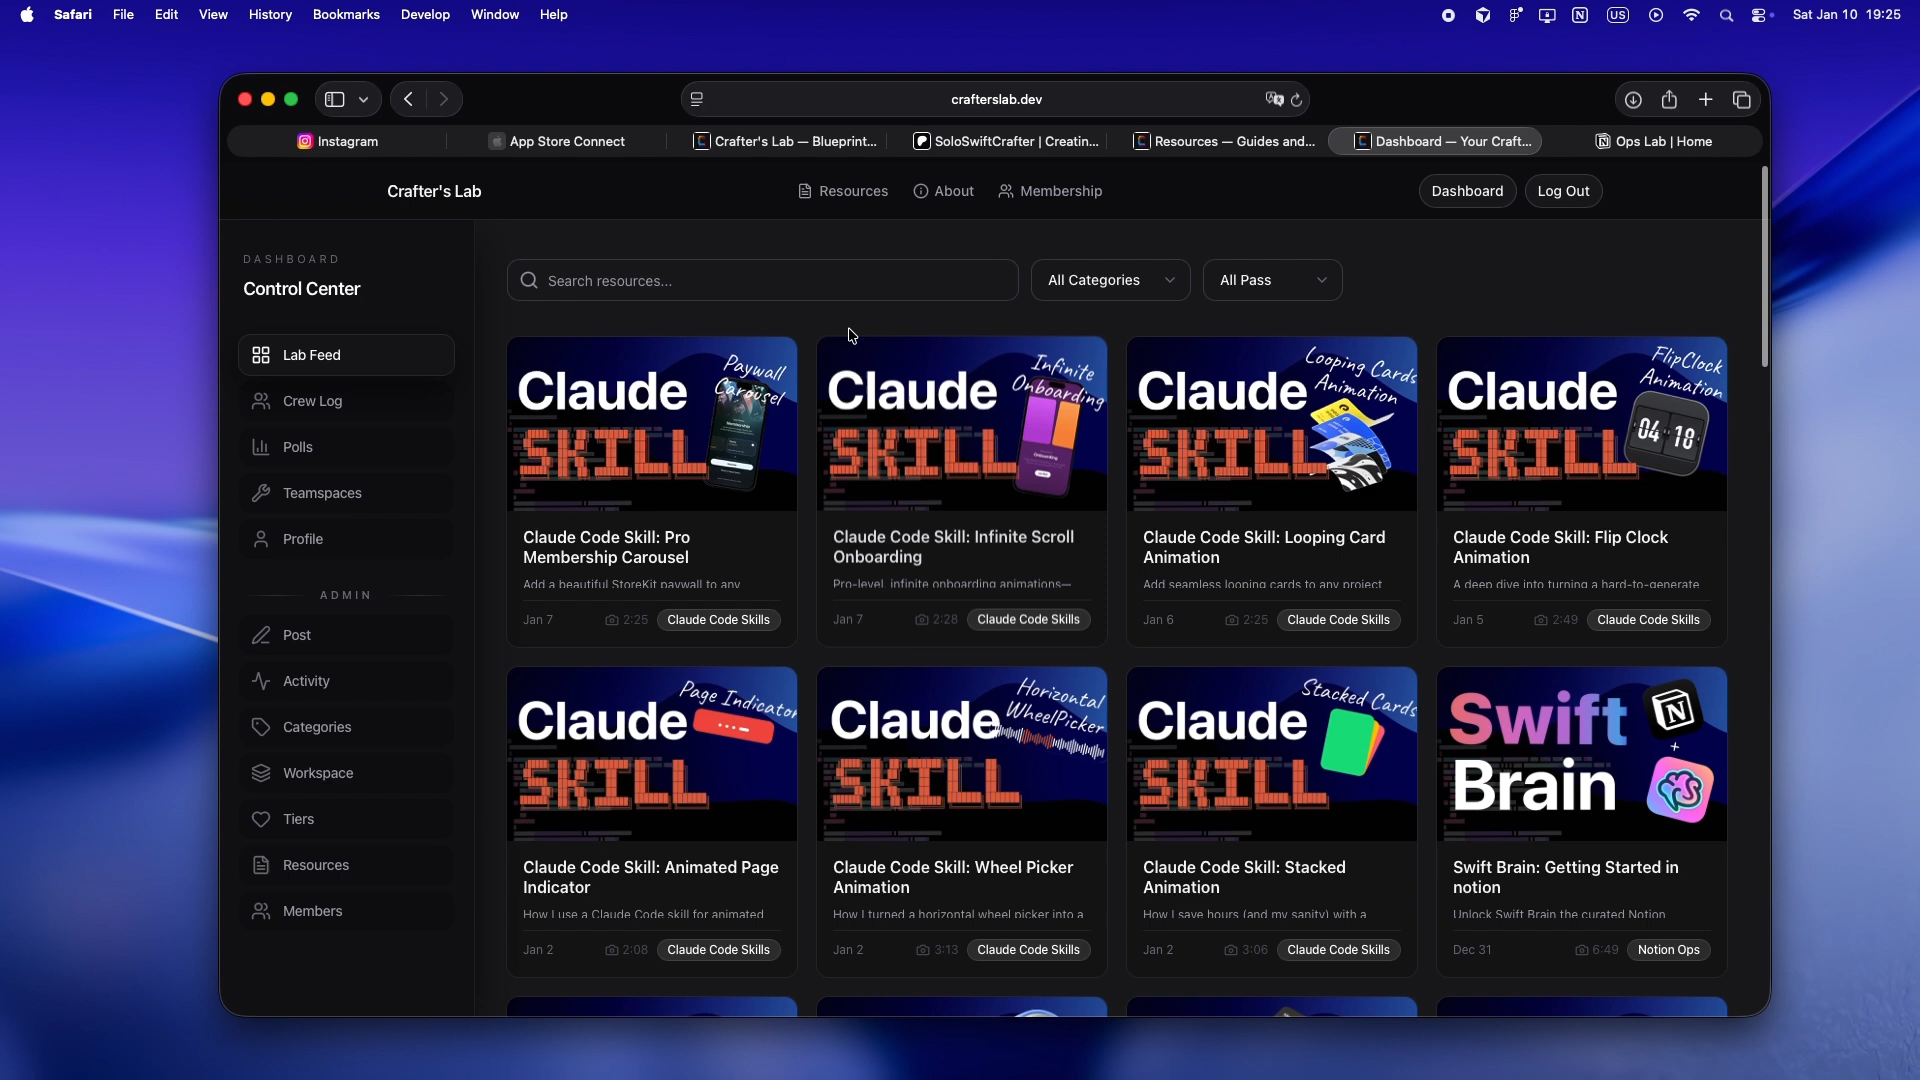 Safari File Edit View History Bookmarks Develop Window Help
US
Sat Jan 10 19:25
crafterslab.dev
Instagram
App Store Connect
Crafter's Lab — Blueprint...
SoloSwiftCrafter | Creatin...
Resources — Guides and...
Dashboard — Your Craft...
Ops Lab | Home
Crafter's Lab
Resources
About
Membership
Dashboard
Log Out
DASHBOARD
Control Center
Lab Feed
Crew Log
Polls
Teamspaces
Profile
ADMIN
Post
Activity
Categories
Workspace
Tiers
Resources
Members
Search resources...
All Categories
All Pass
Claude
SKILL
Paywall
Carousel
Claude Code Skill: Pro
Membership Carousel
Add a beautiful StoreKit paywall to any
Jan 7
2:25
Claude Code Skills
Claude
SKILL
Infinite
Onboarding
Claude Code Skill: Infinite Scroll
Onboarding
Pro-level, infinite onboarding animations—
Jan 7
2:28
Claude Code Skills
Claude
SKILL
Looping Cards
Animation
Claude Code Skill: Looping Card
Animation
Add seamless looping cards to any project
Jan 6
2:25
Claude Code Skills
Claude
SKILL
FlipClock
Animation
04 18
Claude Code Skill: Flip Clock
Animation
A deep dive into turning a hard-to-generate
Jan 5
2:49
Claude Code Skills
Claude
SKILL
Page Indicator
Claude Code Skill: Animated Page
Indicator
How I use a Claude Code skill for animated
Jan 2
2:08
Claude Code Skills
Claude
SKILL
Horizontal
WheelPicker
Claude Code Skill: Wheel Picker
Animation
How I turned a horizontal wheel picker into a
Jan 2
3:13
Claude Code Skills
Claude
SKILL
Stacked Cards
Claude Code Skill: Stacked
Animation
How I save hours (and my sanity) with a
Jan 2
3:06
Claude Code Skills
Swift
Brain
+
Swift Brain: Getting Started in
notion
Unlock Swift Brain the curated Notion
Dec 31
6:49
Notion Ops